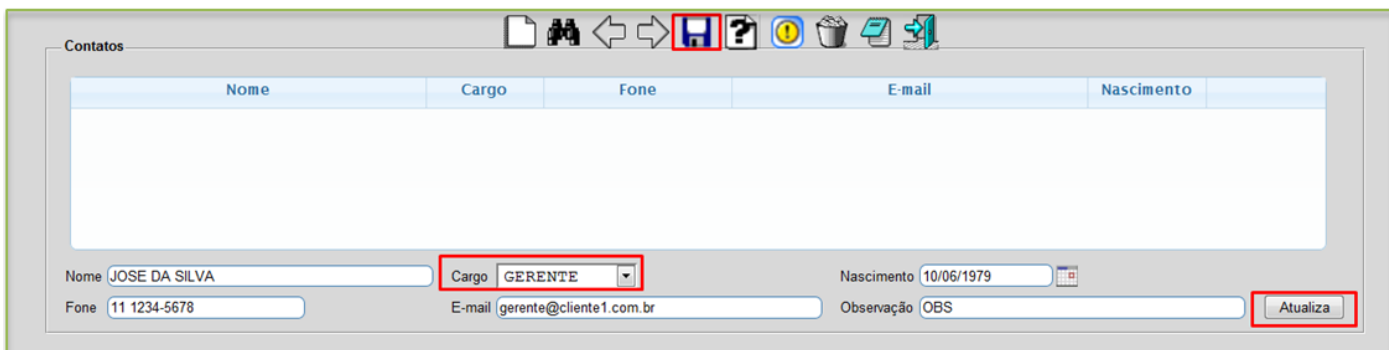 Contatos
Nome Cargo Fone E-mail Nascimento
Nome JOSE DA SILVA Cargo GERENTE Nascimento 10/06/1979
Fone 11 1234-5678 E-mail gerente@cliente1.com.br Observação OBS Atualiza